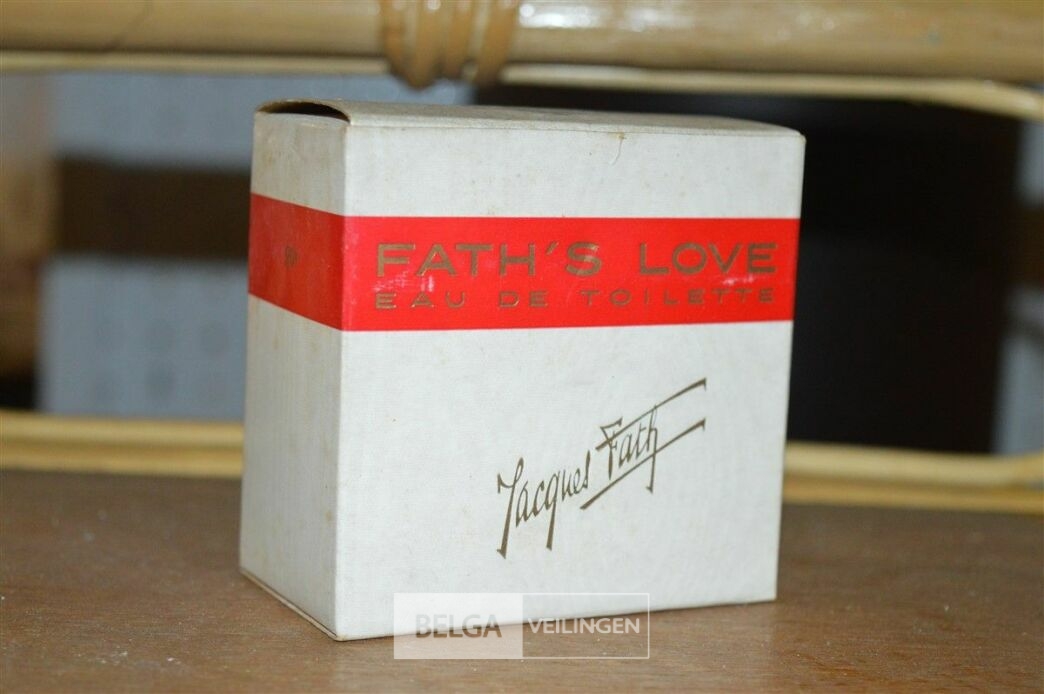 FATH'S LOVE
EAU DE TOILETTE
Jacques Fath
BELGA VEILINGEN